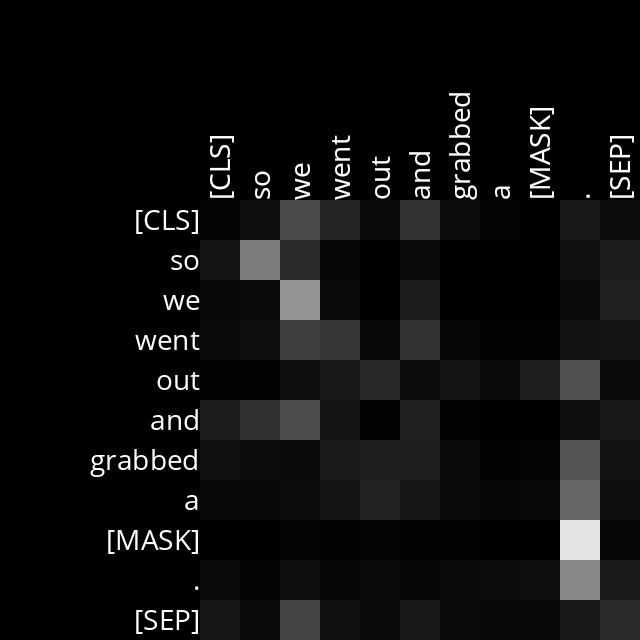 [CLS] so we went out and grabbed a [MASK] . [SEP]
[CLS]
so
we
went
out
and
grabbed
a
[MASK]
.
[SEP]